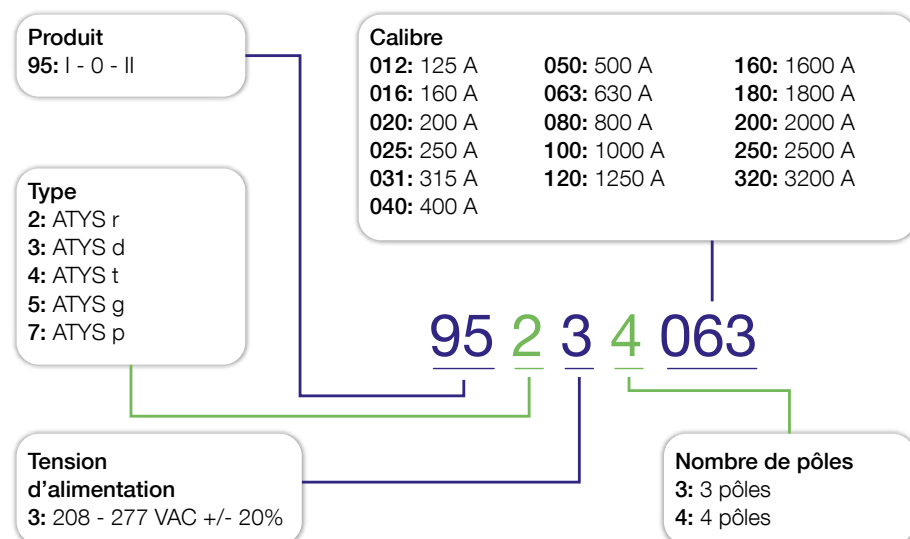 Produit
95: I - 0 - II
Calibre
012: 125 A
016: 160 A
020: 200 A
025: 250 A
031: 315 A
040: 400 A
050: 500 A
063: 630 A
080: 800 A
100: 1000 A
120: 1250 A
160: 1600 A
180: 1800 A
200: 2000 A
250: 2500 A
320: 3200 A
Type
2: ATYS r
3: ATYS d
4: ATYS t
5: ATYS g
7: ATYS p
95 2 3 4 063
Tension
d'alimentation
3: 208 - 277 VAC +/- 20%
Nombre de pôles
3: 3 pôles
4: 4 pôles